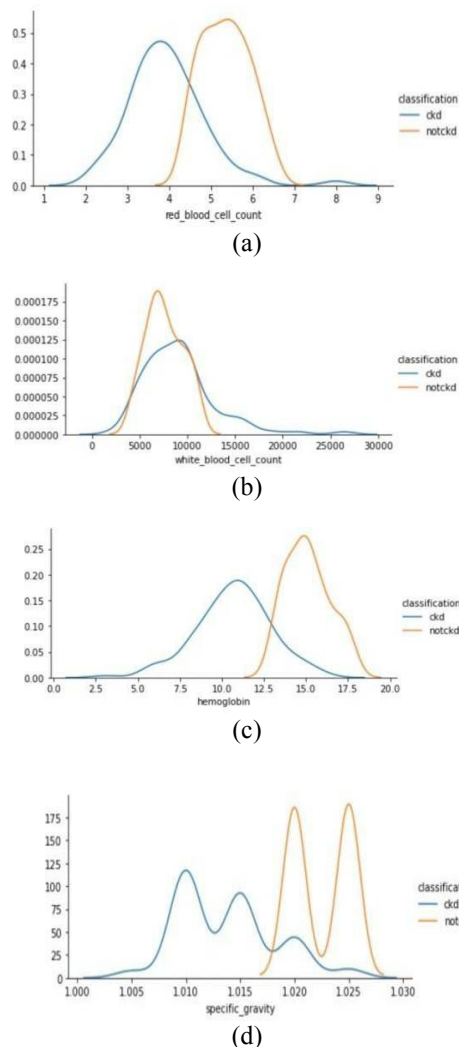 0.5
0.4
0.3
0.2
0.1
0.0
1 2 3 4 5 6 7 8 9
red_blood_cell_count
classification
ckd
notckd
(a)
0.000175
0.000150
0.000125
0.000100
0.000075
0.000050
0.000025
0.000000
0 5000 10000 15000 20000 25000 30000
white_blood_cell_count
classification
ckd
notckd
(b)
0.25
0.20
0.15
0.10
0.05
0.00
0.0 2.5 5.0 7.5 10.0 12.5 15.0 17.5 20.0
hemoglobin
classification
ckd
notckd
(c)
175
150
125
100
75
50
25
0
1.000 1.005 1.010 1.015 1.020 1.025 1.030
specific_gravity
classifica
ckd
not
(d)